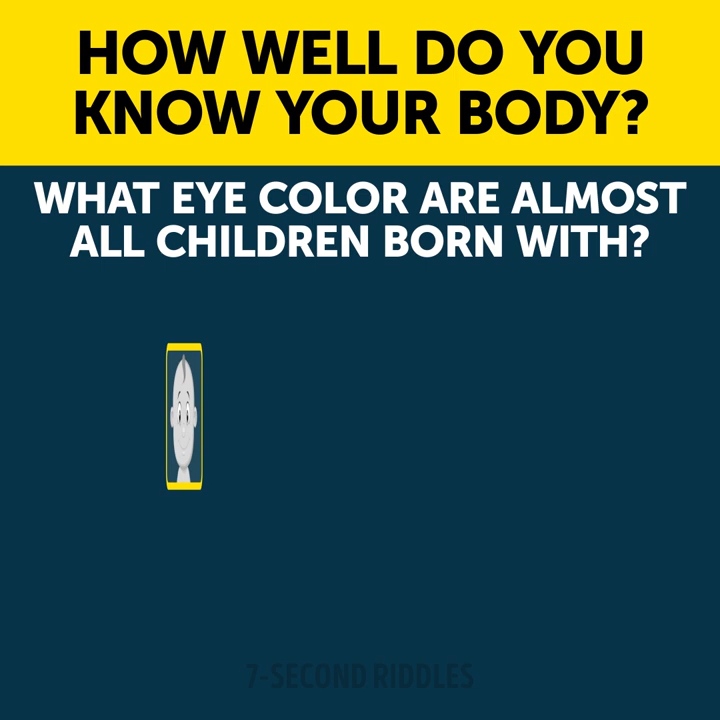 HOW WELL DO YOU
KNOW YOUR BODY?
WHAT EYE COLOR ARE ALMOST
ALL CHILDREN BORN WITH?
7-SECOND RIDDLES